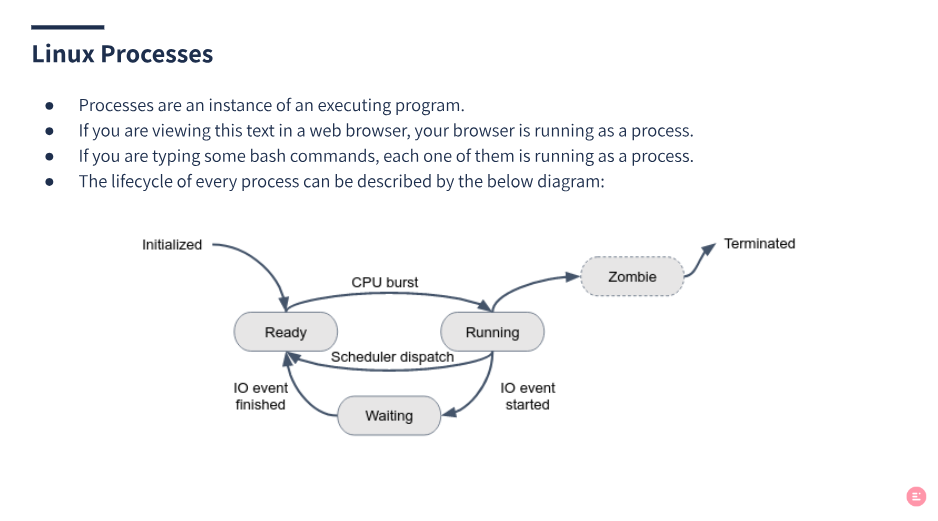 Linux Processes
● Processes are an instance of an executing program.
● If you are viewing this text in a web browser, your browser is running as a process.
● If you are typing some bash commands, each one of them is running as a process.
● The lifecycle of every process can be described by the below diagram:
Initialized
Terminated
Zombie
CPU burst
Ready
Running
Scheduler dispatch
IO event
finished
IO event
started
Waiting